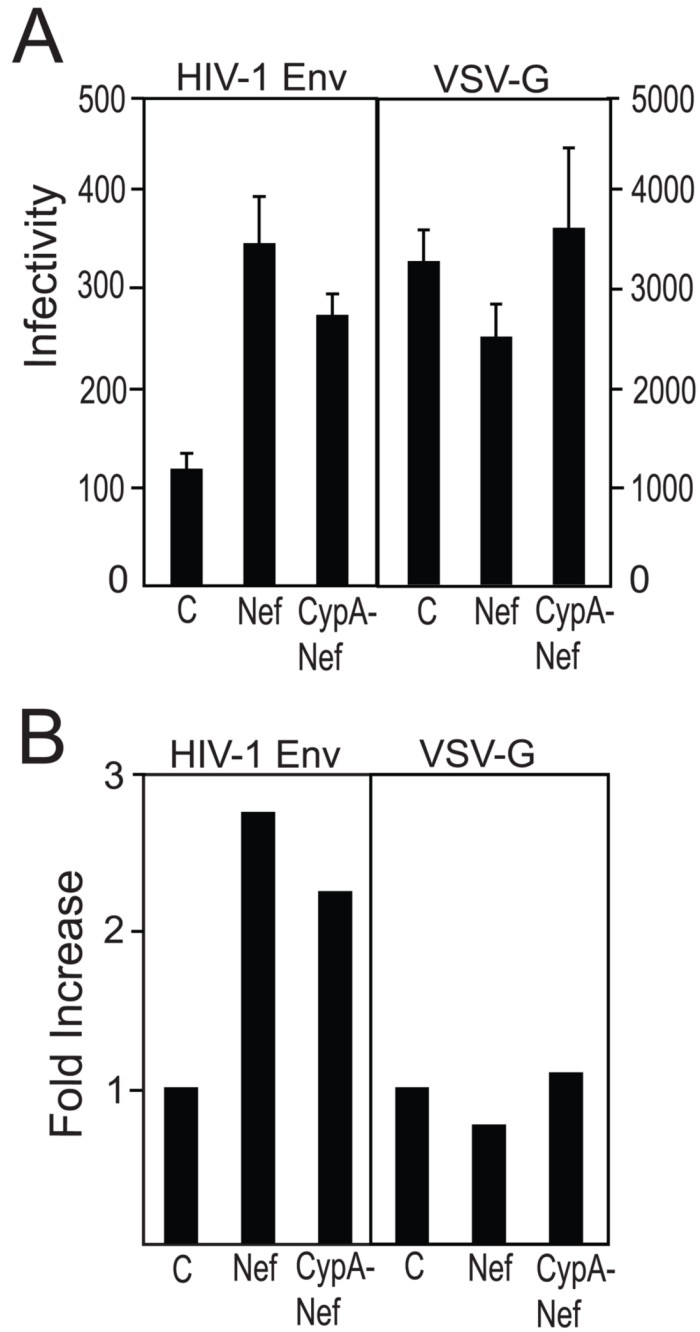 A
HIV-1 Env VSV-G
500 5000
400 4000
300 3000
200 2000
100 1000
0 0
Infectivity
C Nef CypA- C Nef CypA-
Nef Nef
B
HIV-1 Env VSV-G
3
2
1
Fold Increase
C Nef CypA- C Nef CypA-
Nef Nef